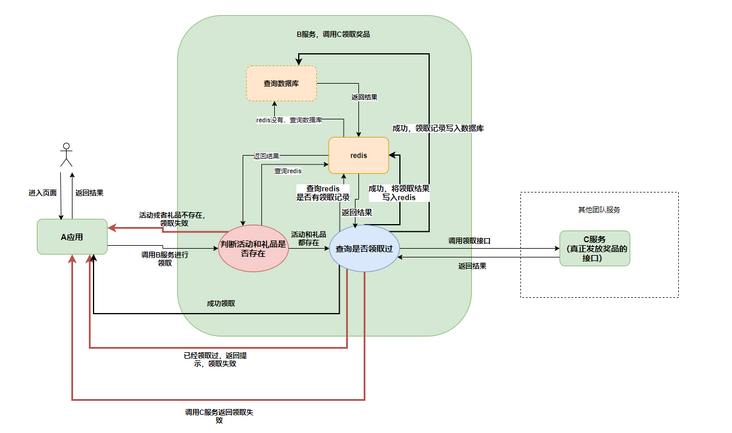 B服务，调用C领取奖品
查询数据库
返回结果
redis没有，查询数据库
成功，领取记录写入数据库
返回结果
redis
查询redis
查询redis
是否有领取记录
成功，将领取结果
写入redis
进入页面
返回结果
活动或者礼品不存在，
领取失败
返回结果
其他团队服务
A应用
判断活动和礼品是
否存在
活动和礼品
都存在
查询是否领取过
调用领取接口
C服务
（真正发放奖品的
接口）
调用B服务进行
领取
返回结果
成功领取
已经领取过，返回提
示，领取失败
调用C服务返回领取失
败